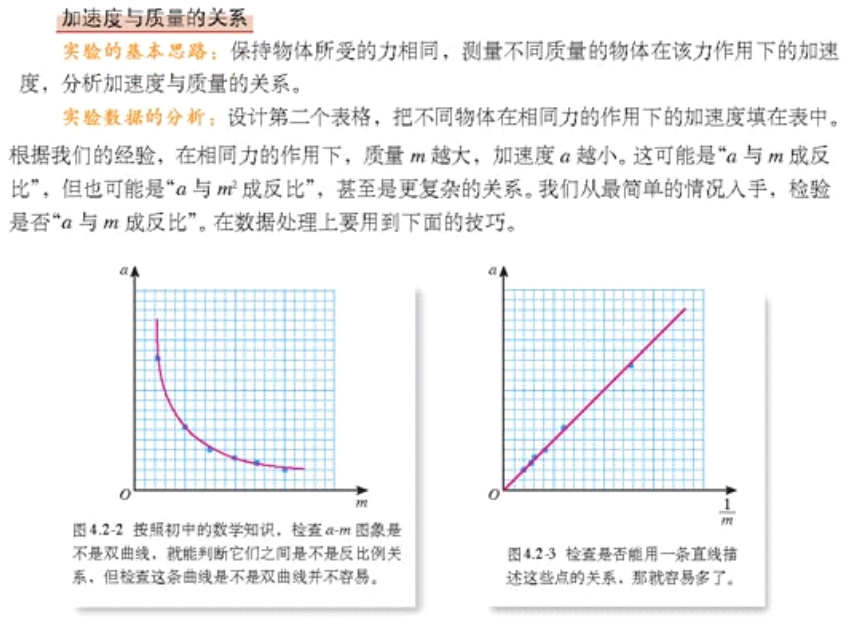 加速度与质量的关系
实验的基本思路：保持物体所受的力相同，测量不同质量的物体在该力作用下的加速
度，分析加速度与质量的关系。
实验数据的分析：设计第二个表格，把不同物体在相同力的作用下的加速度填在表中。
根据我们的经验，在相同力的作用下，质量 m 越大，加速度 a 越小。这可能是“a 与 m 成反
比”，但也可能是“a 与 m² 成反比”，甚至是更复杂的关系。我们从最简单的情况入手，检验
是否“a 与 m 成反比”。在数据处理上要用到下面的技巧。
a
O
m
图4.2-2 按照初中的数学知识，检查a-m 图象是
不是双曲线，就能判断它们之间是不是反比例关
系，但检查这条曲线是不是双曲线并不容易。
a
O
1/m
图4.2-3 检查是否能用一条直线描
述这些点的关系，那就容易多了。